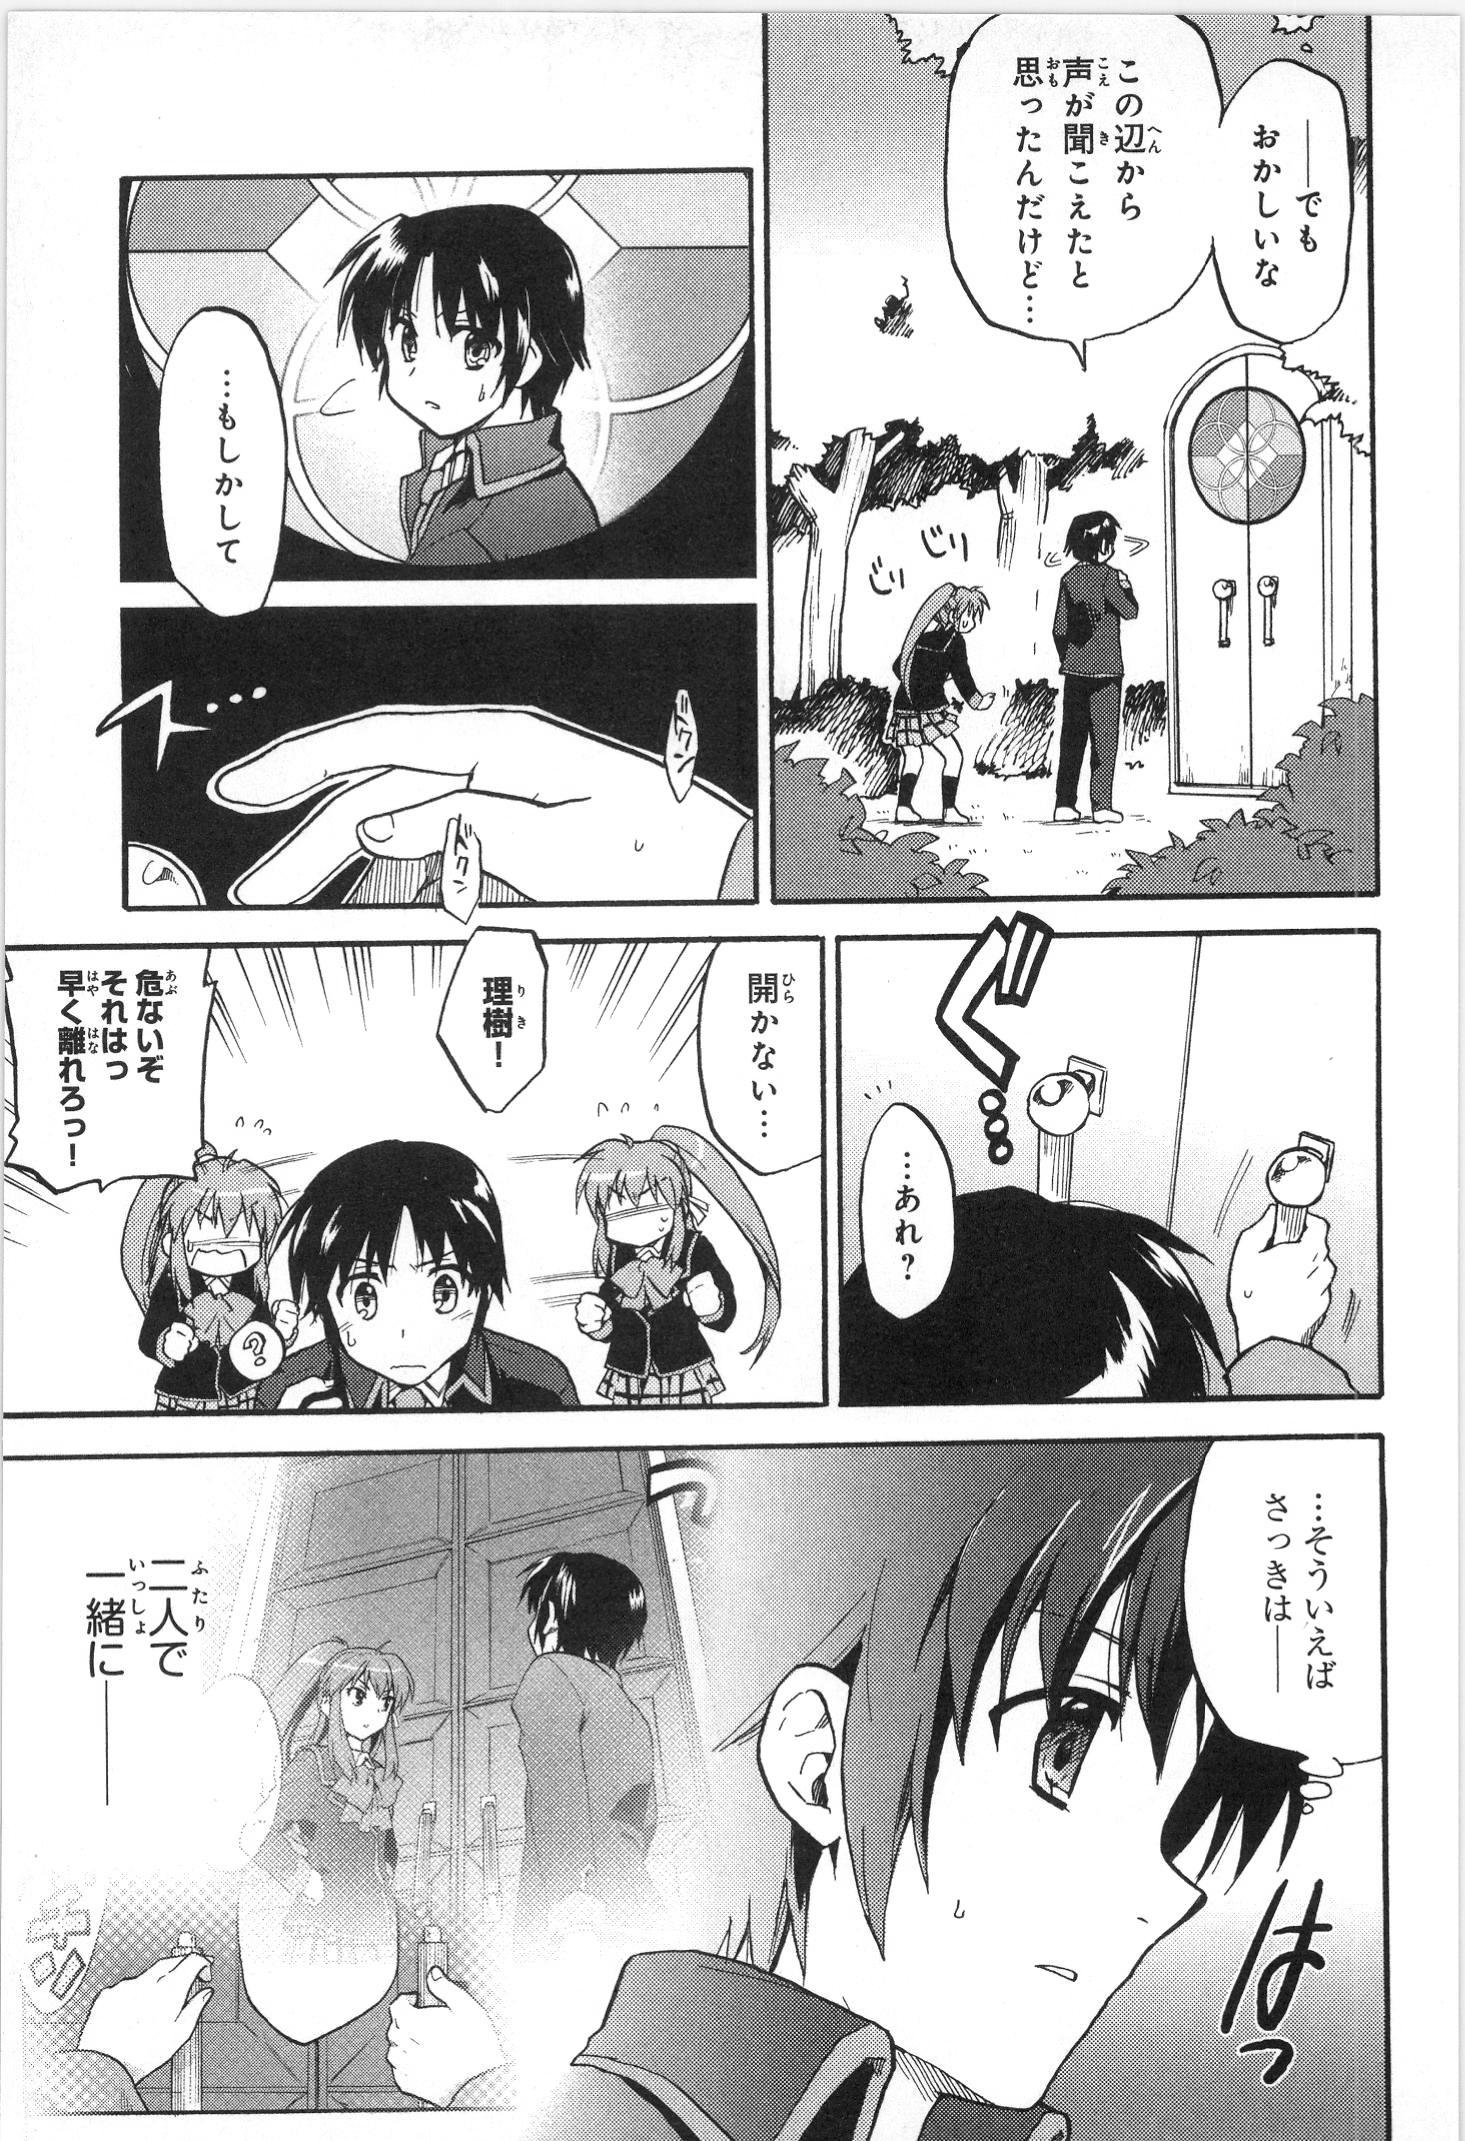 ――でも
おかしいな
この辺から
声が聞こえたと
思ったんだけど…
じり
じり
…もしかして
ス…
ドクン
ドクン
…あれ?
開かない…
理樹!
危ないぞ
それはっ
早く離れろっ!
?
…そういえば
さっきは――
はっ
二人で
一緒に――